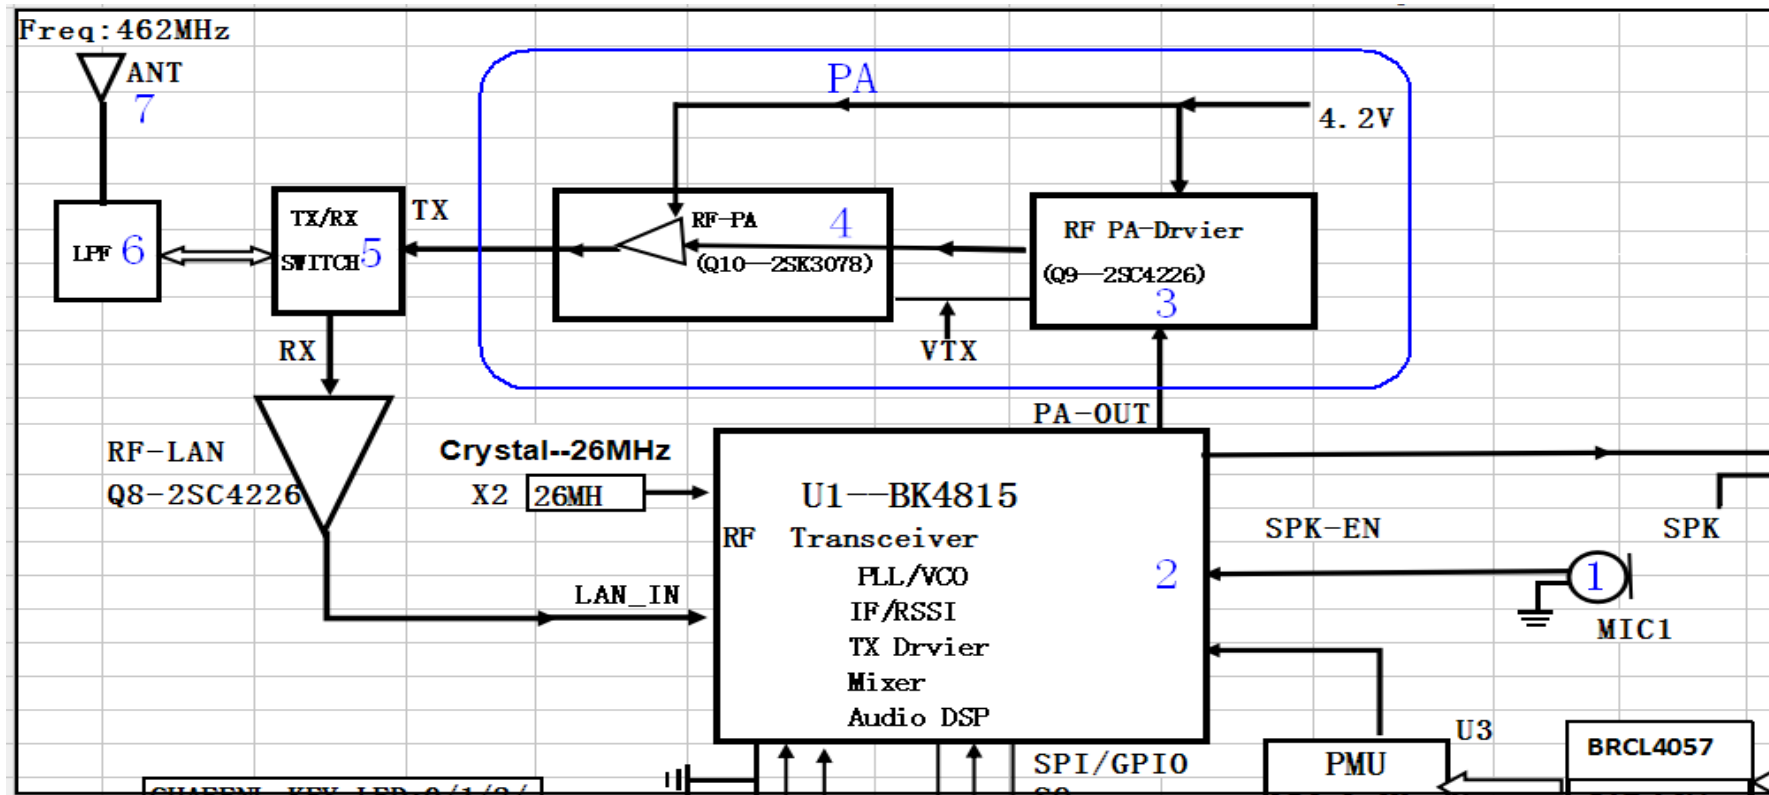 Freq:462MHz
ANT
7
PA
4.2V
LPF 6
TX/RX
SWITCH 5
TX
RF-PA
4
(Q10--2SK3078)
RF PA-Drvier
(Q9--2SC4226)
3
VTX
RX
PA-OUT
RF-LAN
Q8-2SC4226
Crystal--26MHz
X2
26MH
U1--BK4815
RF Transceiver
PLL/VCO
IF/RSSI
TX Drvier
Mixer
Audio DSP
2
LAN_IN
SPK-EN
SPK
1
MIC1
SPI/GPIO
U3
PMU
BRCL4057